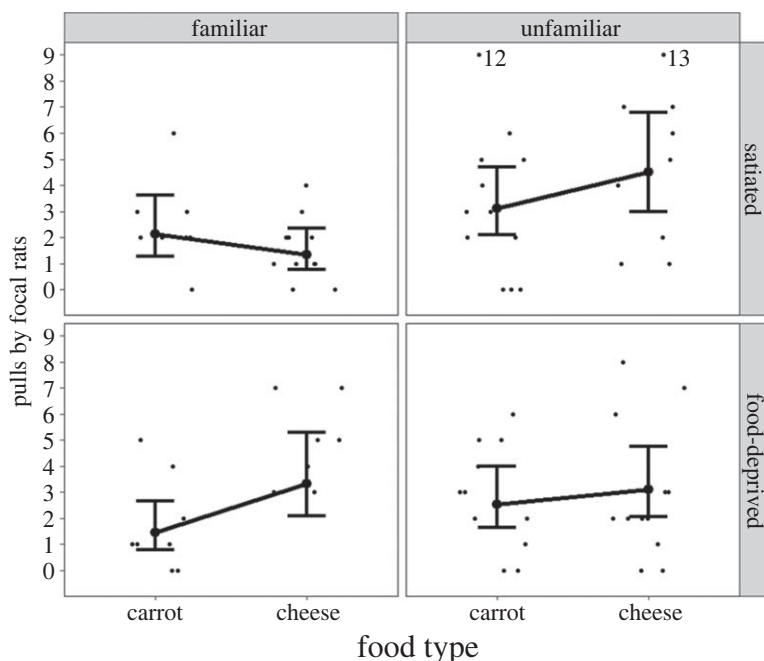 familiar
unfamiliar
9
8
7
6
5
4
3
2
1
0
12
13
satiated
pulls by focal rats
9
8
7
6
5
4
3
2
1
0
food-deprived
carrot
cheese
carrot
cheese
food type